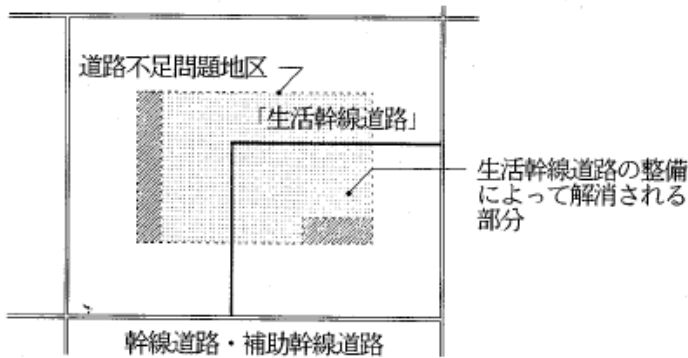 道路不足問題地区
「生活幹線道路」
生活幹線道路の整備
によって解消される
部分
幹線道路・補助幹線道路